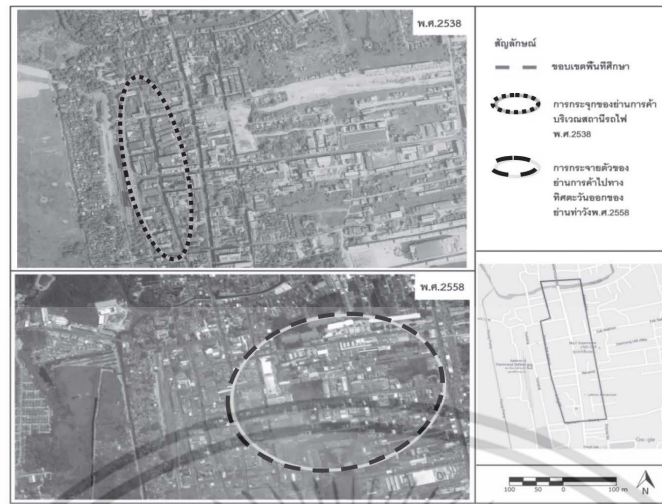 พ.ศ.2538
สัญลักษณ์
ขอบเขตพื้นที่ศึกษา
การกระจุกของย่านการค้า
บริเวณสถานีรถไฟ
พ.ศ.2538
การกระจายตัวของ
ย่านการค้าไปทาง
ทิศตะวันออกของ
ย่านท่าวังพ.ศ.2558
พ.ศ.2558
Google
100 50 0 100 m
N